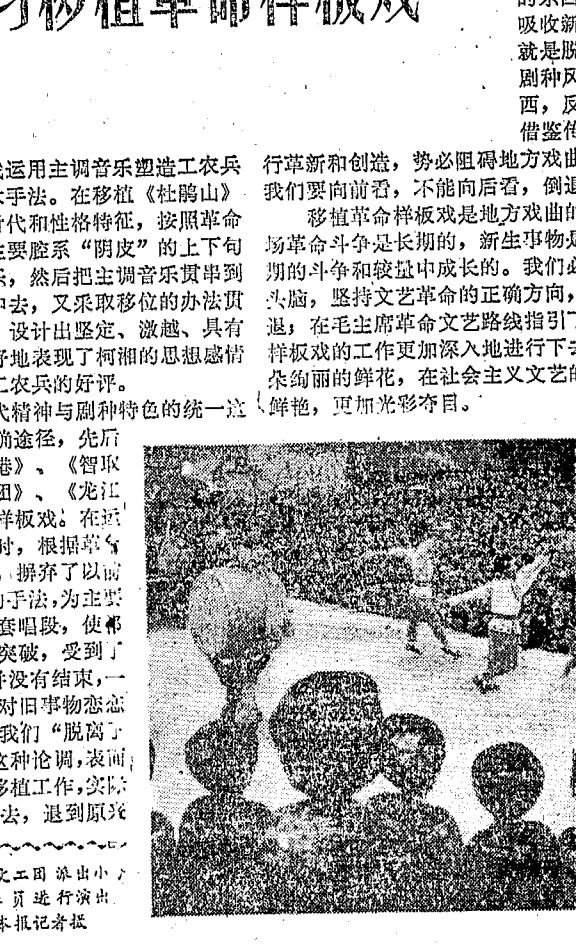 习移植革命样板戏
运用主调音乐塑造工农兵
手法。在移植《杜鹃山》
时代和性格特征，按照革命
主要腔系“阴皮”的上下句
乐，然后把主调音乐贯串到
中去，又采取移位的办法贯
设计出坚定、激越、具有
好地表现了柯湘的思想感情
工农兵的好评。
代精神与剧种特色的统一这
确途径，先后
港》、《智取
团》、《龙江
样板戏。在运
时，根据革命
，摒弃了以前
的手法，为主要
套唱段，使都
突破，受到了
并没有结束，一
对旧事物恋恋
我们“脱离了
这种论调，表面
移植工作，实际
去，退到原来
文工团派出小
员进行演出
本报记者摄
吸收新
就是脱
剧种风
西，反
借鉴传
行革新和创造，势必阻碍地方戏曲
我们要向前看，不能向后看，倒退
移植革命样板戏是地方戏曲的
场革命斗争是长期的，新生事物是
期的斗争和较量中成长的。我们必
头脑，坚持文艺革命的正确方向，
退；在毛主席革命文艺路线指引下
样板戏的工作更加深入地进行下去
朵绚丽的鲜花，在社会主义文艺的
鲜艳，更加光彩夺目。